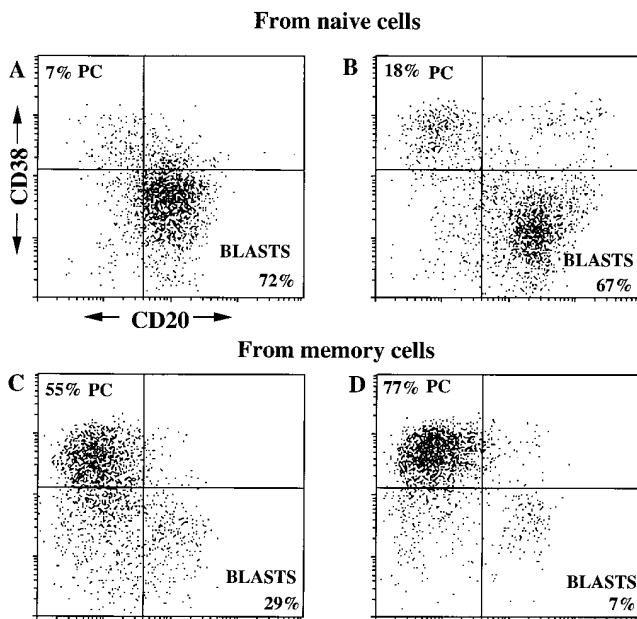 From naive cells
A
7% PC
B
18% PC
CD38
BLASTS
72%
BLASTS
67%
CD20
From memory cells
C
55% PC
D
77% PC
BLASTS
29%
BLASTS
7%